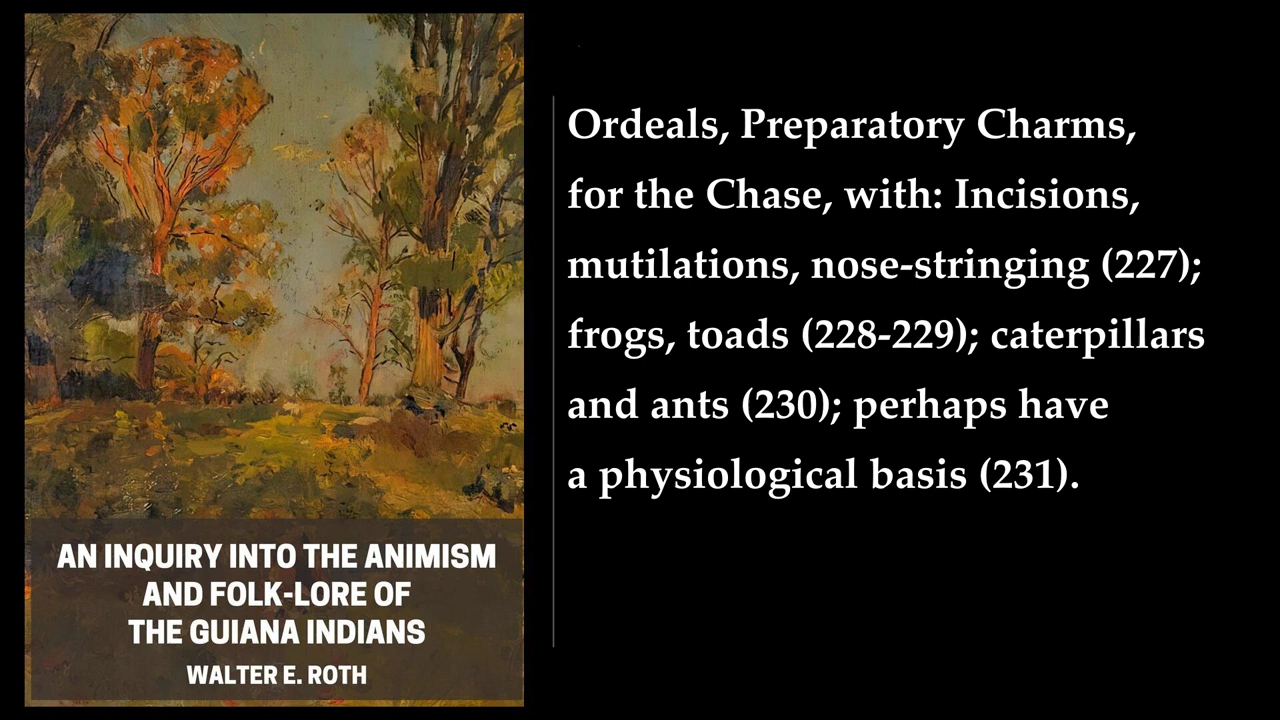 Ordeals, Preparatory Charms,
for the Chase, with: Incisions,
mutilations, nose-stringing (227);
frogs, toads (228-229); caterpillars
and ants (230); perhaps have
a physiological basis (231).
AN INQUIRY INTO THE ANIMISM
AND FOLK-LORE OF
THE GUIANA INDIANS
WALTER E. ROTH